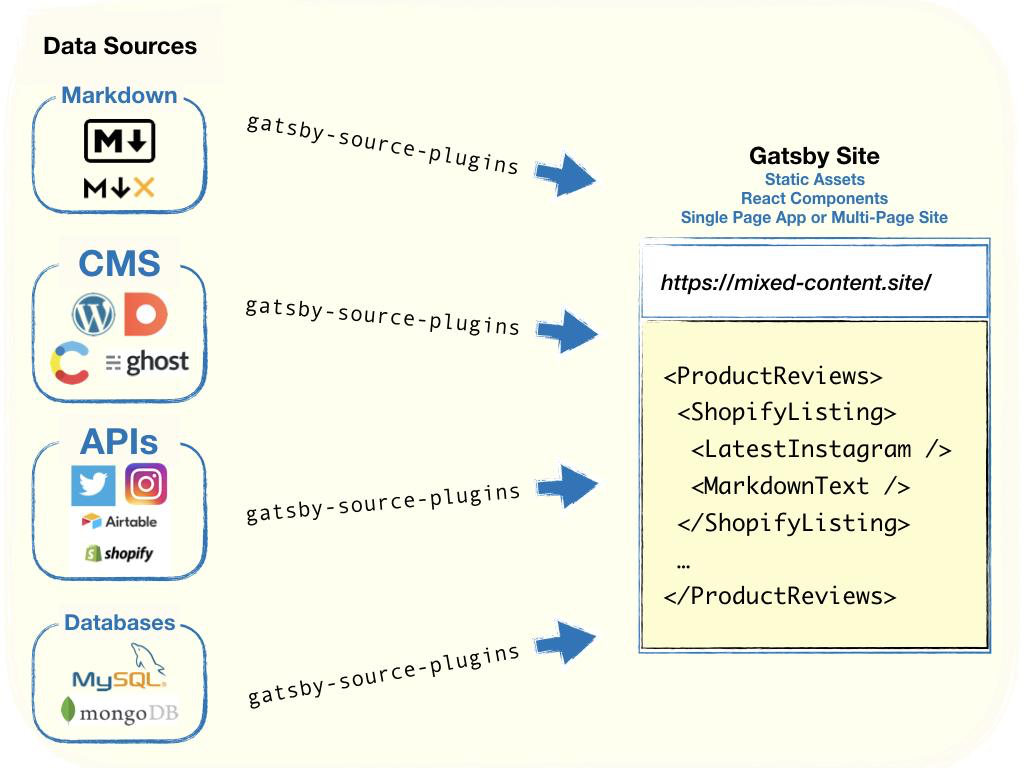 Data Sources
Markdown
M
M X
gatsby-source-plugins
CMS
W D
C ghost
gatsby-source-plugins
APIs
Airtable
shopify
gatsby-source-plugins
Databases
MySQL
mongoDB
gatsby-source-plugins
Gatsby Site
Static Assets
React Components
Single Page App or Multi-Page Site
https://mixed-content.site/
<ProductReviews>
<ShopifyListing>
<LatestInstagram />
<MarkdownText />
</ShopifyListing>
…
</ProductReviews>